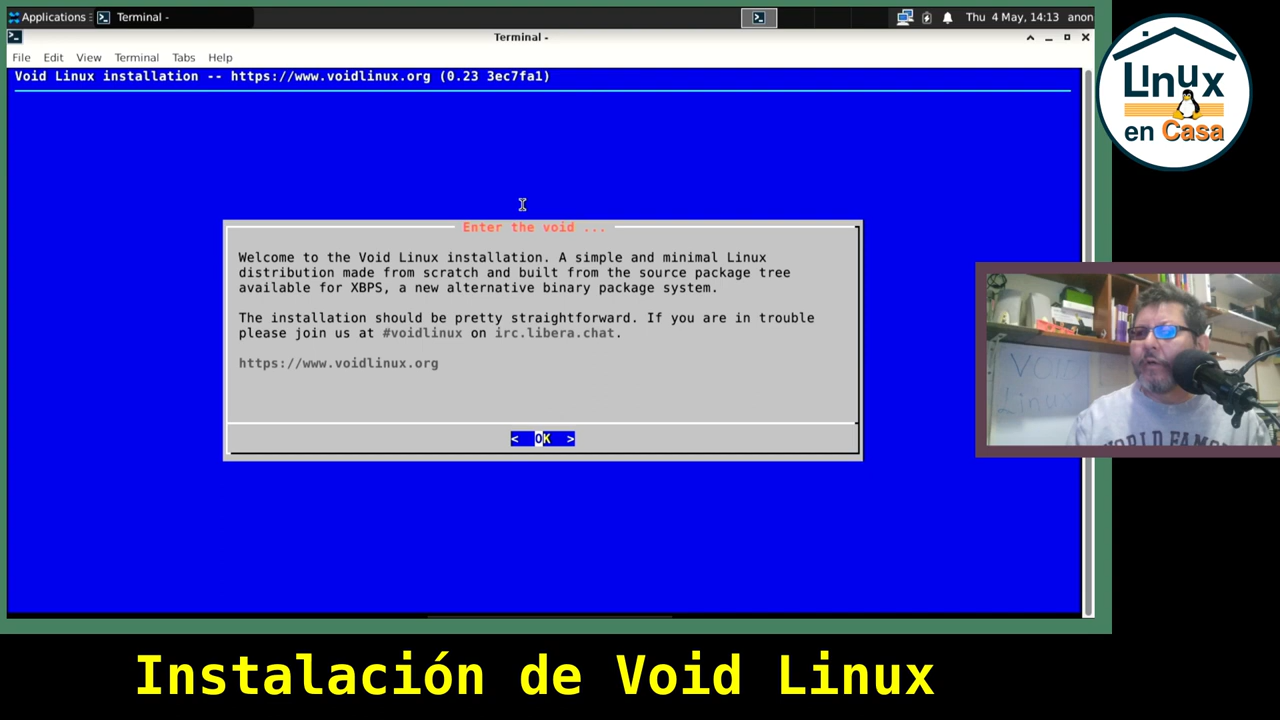 Applications
Terminal -
Thu 4 May, 14:13
anon
Terminal -
File Edit View Terminal Tabs Help
Void Linux installation -- https://www.voidlinux.org (0.23 3ec7fa1)
Enter the void ...
Welcome to the Void Linux installation. A simple and minimal Linux
distribution made from scratch and built from the source package tree
available for XBPS, a new alternative binary package system.
The installation should be pretty straightforward. If you are in trouble
please join us at #voidlinux on irc.libera.chat.
https://www.voidlinux.org
< OK >
LInux
en Casa
VOID
Linux
WORLD FAMOUS
Instalación de Void Linux